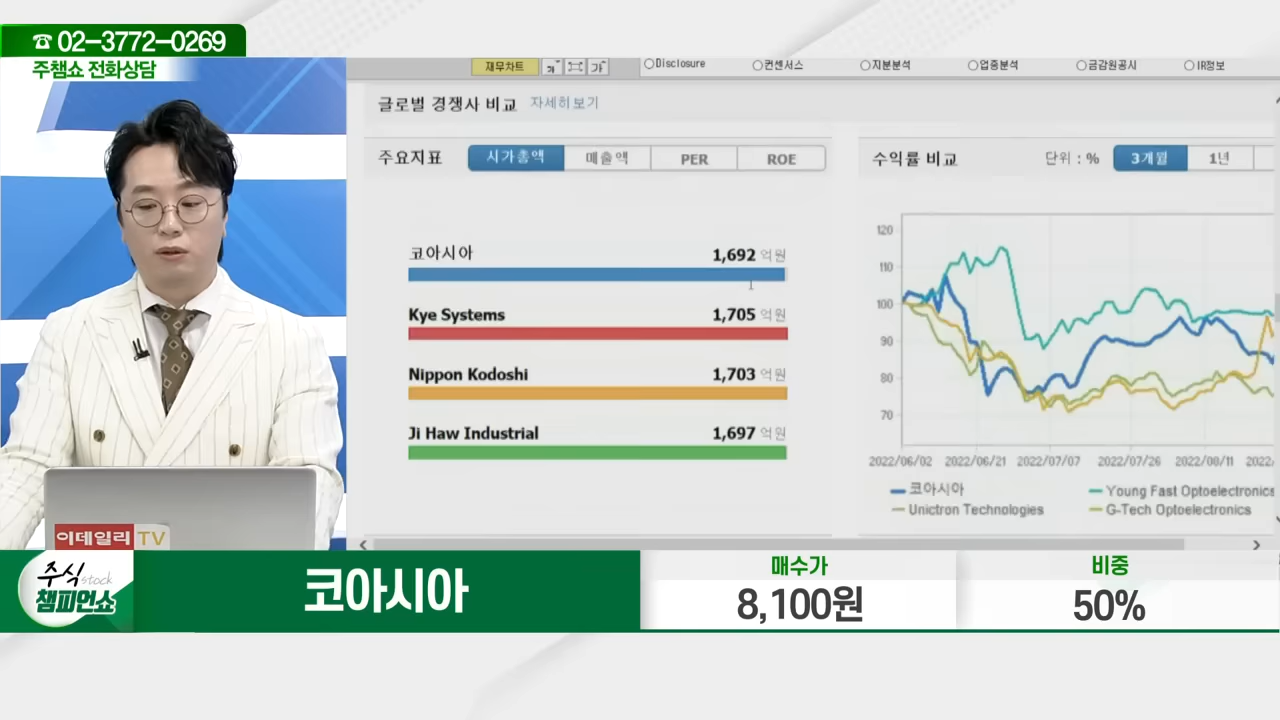 ☎ 02-3772-0269
주챔쇼 전화상담
재무차트
가
가
Disclosure
컨센서스
지분분석
업종분석
금감원공시
IR정보
글로벌 경쟁사 비교 자세히보기
주요지표 시가총액 매출액 PER ROE
코아시아 1,692 억원
Kye Systems 1,705 억원
Nippon Kodoshi 1,703 억원
Ji Haw Industrial 1,697 억원
수익률 비교 단위 : % 3개월 1년
120
110
100
90
80
70
2022/06/02 2022/06/21 2022/07/07 2022/07/26 2022/08/11 2022/
코아시아 Young Fast Optoelectronics
Unictron Technologies G-Tech Optoelectronics
이데일리 TV
주식 stock
챔피언쇼
코아시아
매수가
8,100원
비중
50%